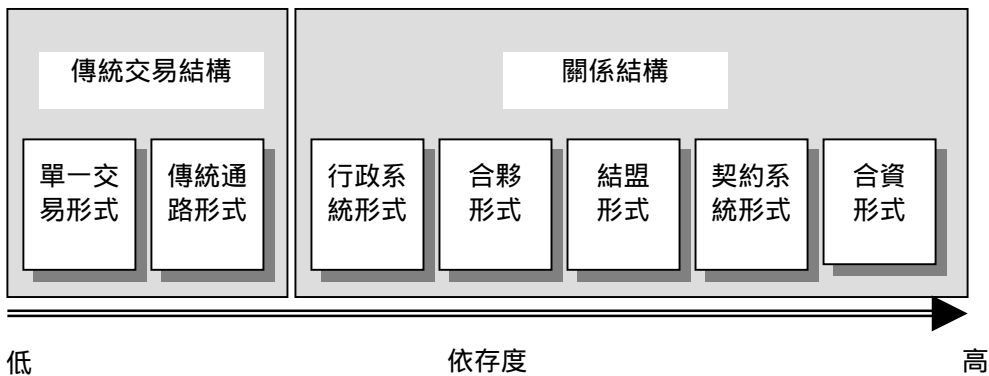 傳統交易結構
關係結構
單一交
易形式
傳統通
路形式
行政系
統形式
合夥
形式
結盟
形式
契約系
統形式
合資
形式
低
依存度
高